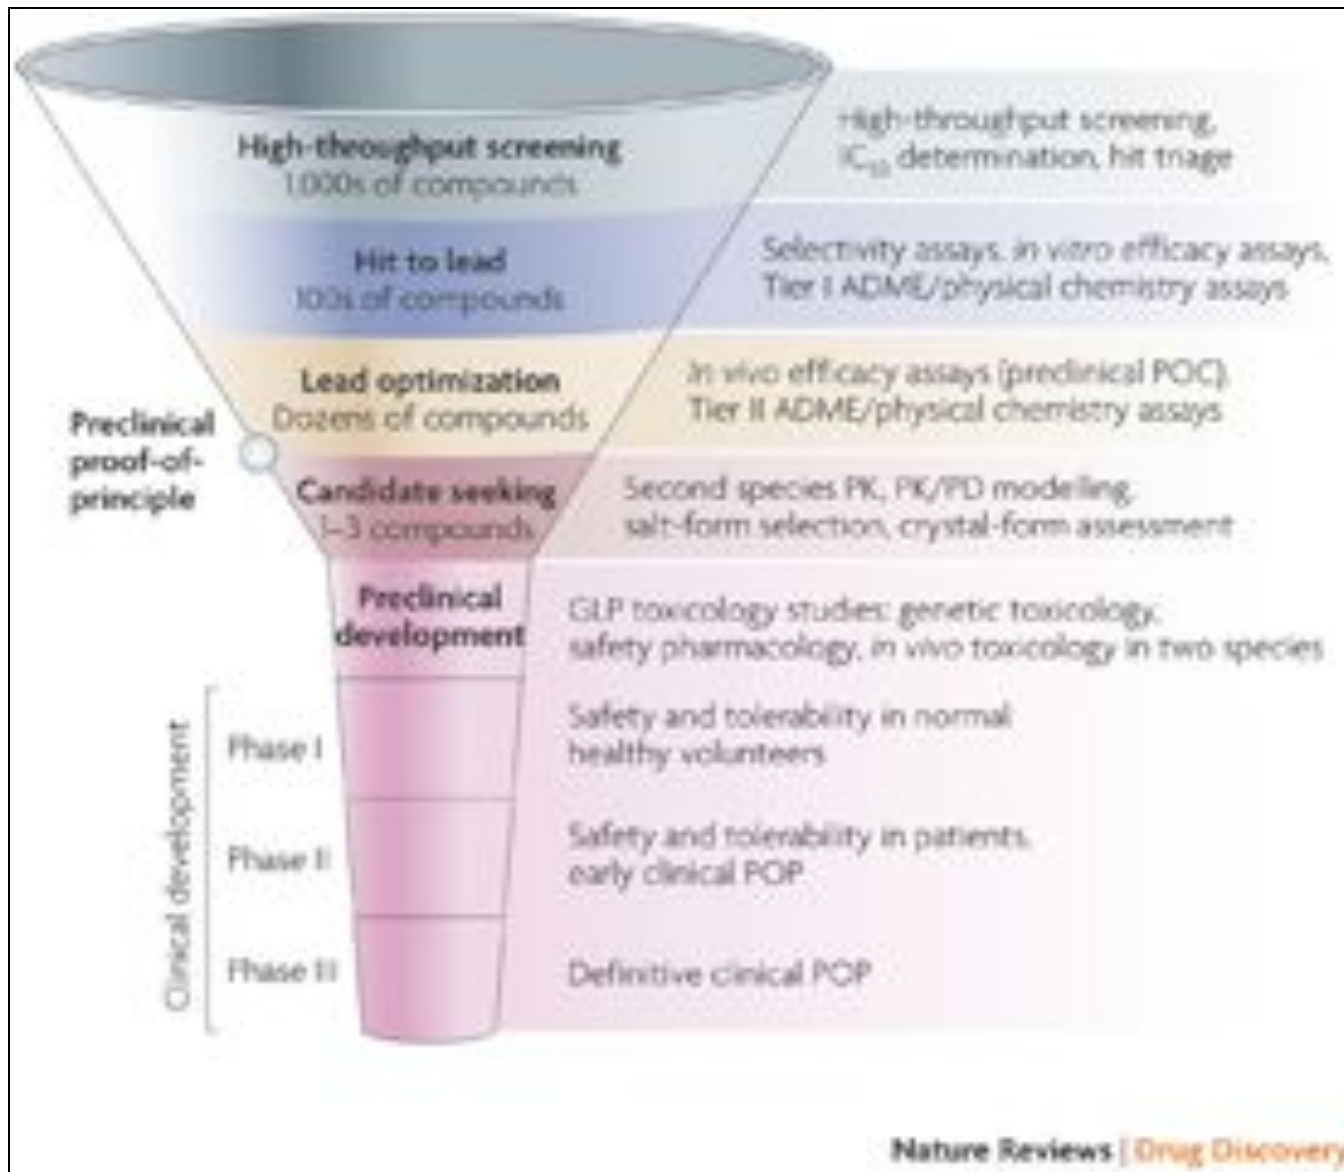 High-throughput screening
1,000s of compounds
High-throughput screening,
IC50 determination, hit triage
Hit to lead
100s of compounds
Selectivity assays, in vitro efficacy assays,
Tier I ADME/physical chemistry assays
Lead optimization
Dozens of compounds
In vivo efficacy assays (preclinical POC)
Tier II ADME/physical chemistry assays
Preclinical
proof-of-
principle
Candidate seeking
1–3 compounds
Second species PK, PK/PD modelling,
salt-form selection, crystal-form assessment
Preclinical
development
GLP toxicology studies: genetic toxicology,
safety pharmacology, in vivo toxicology in two species
Clinical development
Phase I
Safety and tolerability in normal
healthy volunteers
Phase II
Safety and tolerability in patients,
early clinical POP
Phase III
Definitive clinical POP
Nature Reviews | Drug Discovery